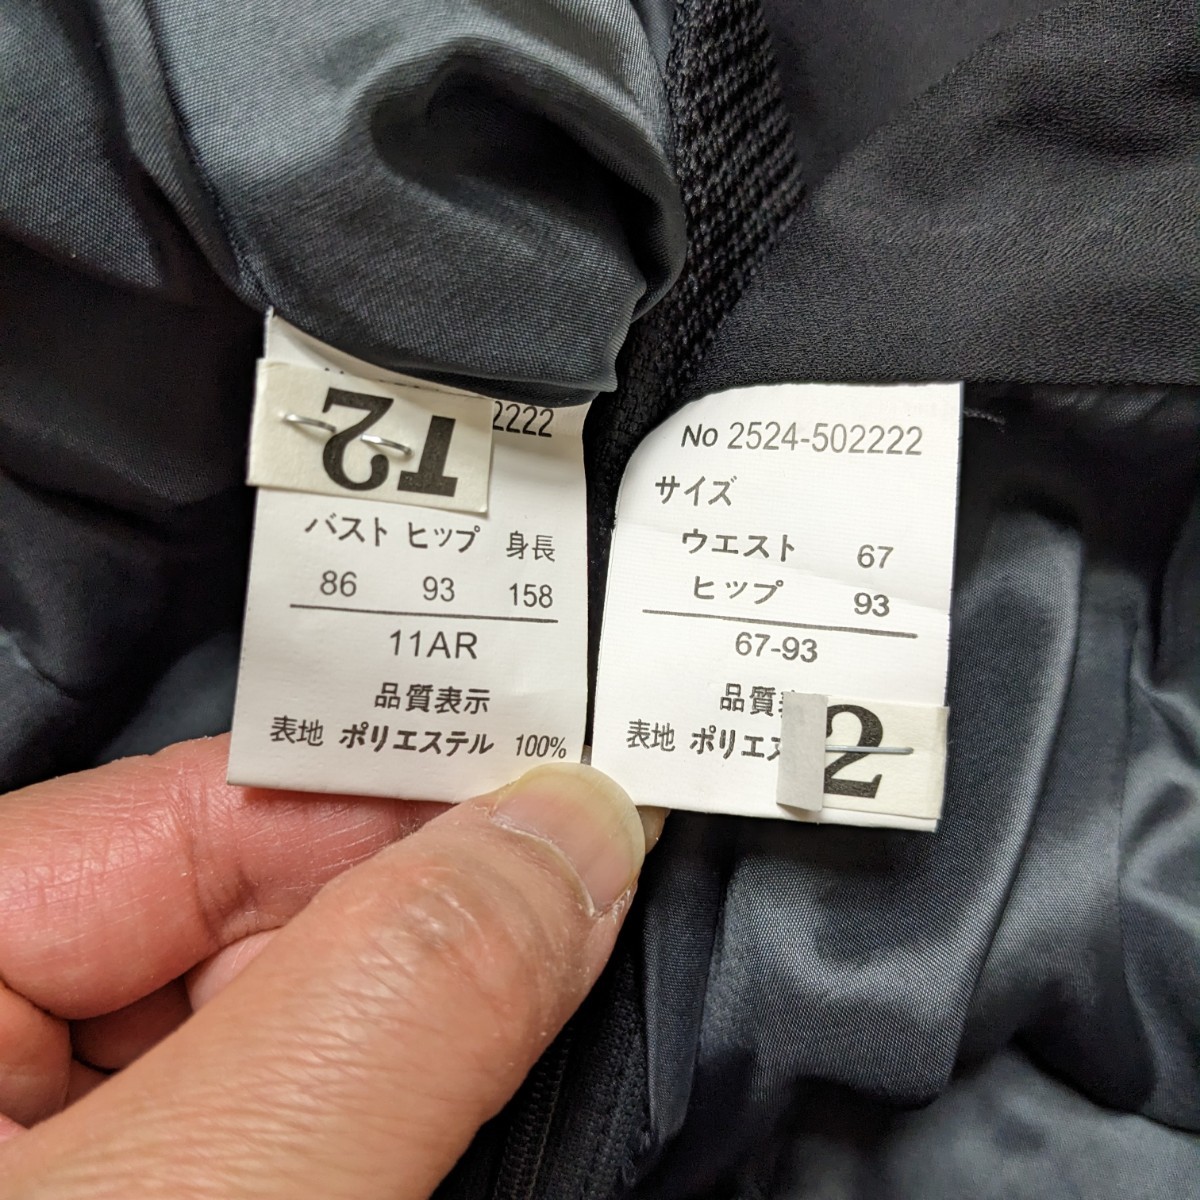 2222
T2
バスト ヒップ 身長
86 93 158
11AR
品質表示
表地 ポリエステル 100%
No 2524-502222
サイズ
ウエスト 67
ヒップ 93
67-93
品質
表地 ポリエス
2